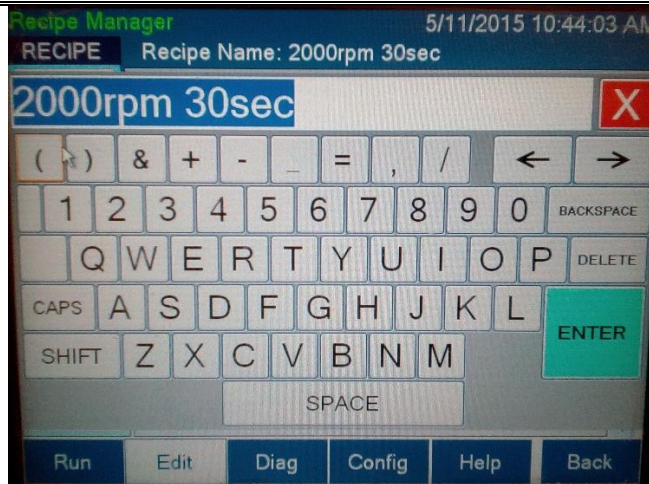 Recipe Manager 5/11/2015 10:44:03 AM
RECIPE Recipe Name: 2000rpm 30sec
2000rpm 30sec X
( ) & + - _ = , / ← →
1 2 3 4 5 6 7 8 9 0 BACKSPACE
Q W E R T Y U I O P DELETE
CAPS A S D F G H J K L
ENTER
SHIFT Z X C V B N M
SPACE
Run Edit Diag Config Help Back